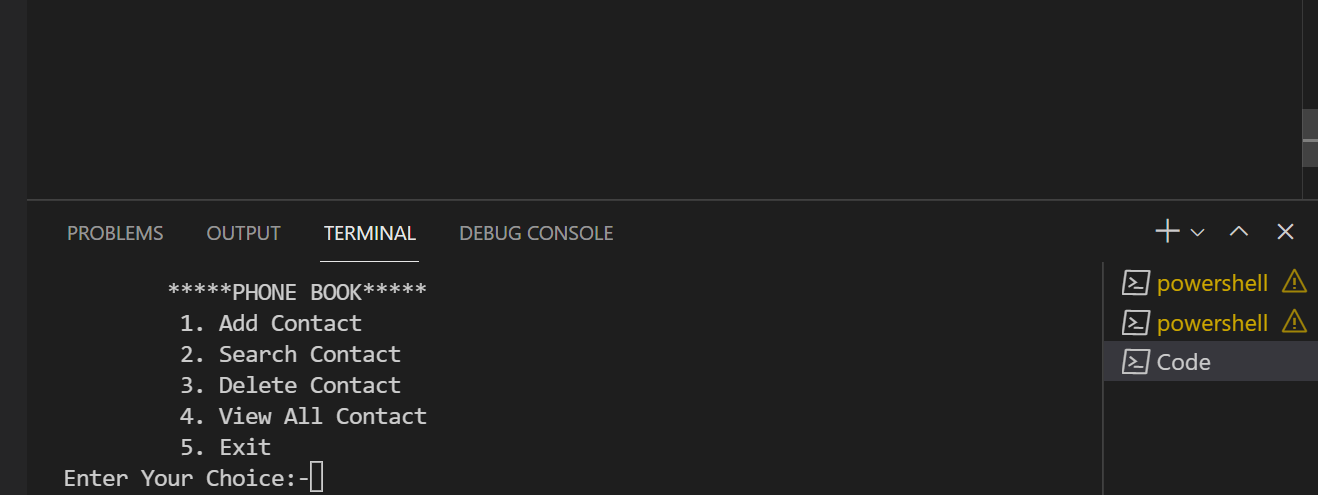 PROBLEMS OUTPUT TERMINAL DEBUG CONSOLE
*****PHONE BOOK*****
1. Add Contact
2. Search Contact
3. Delete Contact
4. View All Contact
5. Exit
Enter Your Choice:-
powershell
powershell
Code